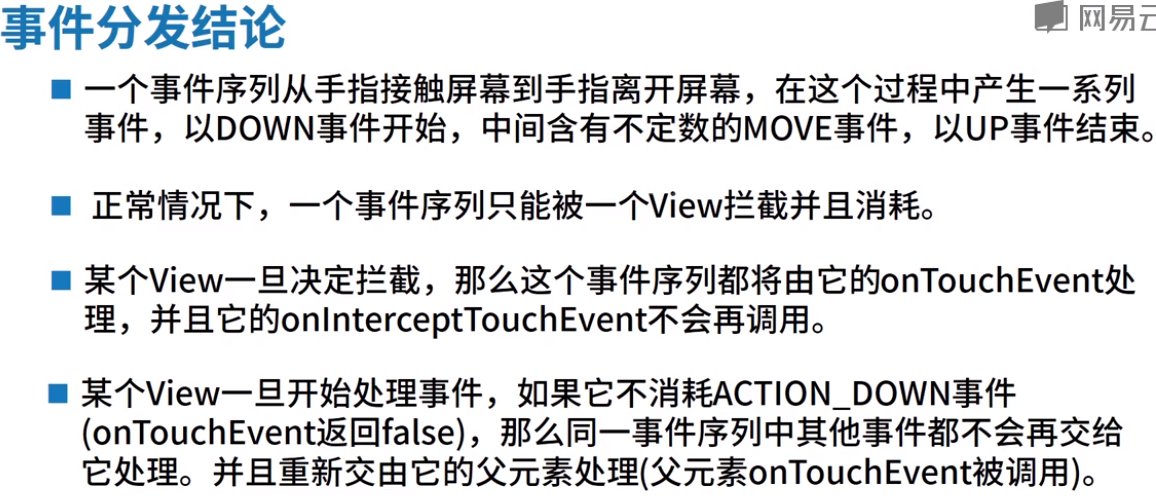 事件分发结论
网易云
一个事件序列从手指接触屏幕到手指离开屏幕，在这个过程中产生一系列
事件，以DOWN事件开始，中间含有不定数的MOVE事件，以UP事件结束。
正常情况下，一个事件序列只能被一个View拦截并且消耗。
某个View一旦决定拦截，那么这个事件序列都将由它的onTouchEvent处
理，并且它的onInterceptTouchEvent不会再调用。
某个View一旦开始处理事件，如果它不消耗ACTION_DOWN事件
(onTouchEvent返回false)，那么同一事件序列中其他事件都不会再交给
它处理。并且重新交由它的父元素处理(父元素onTouchEvent被调用)。